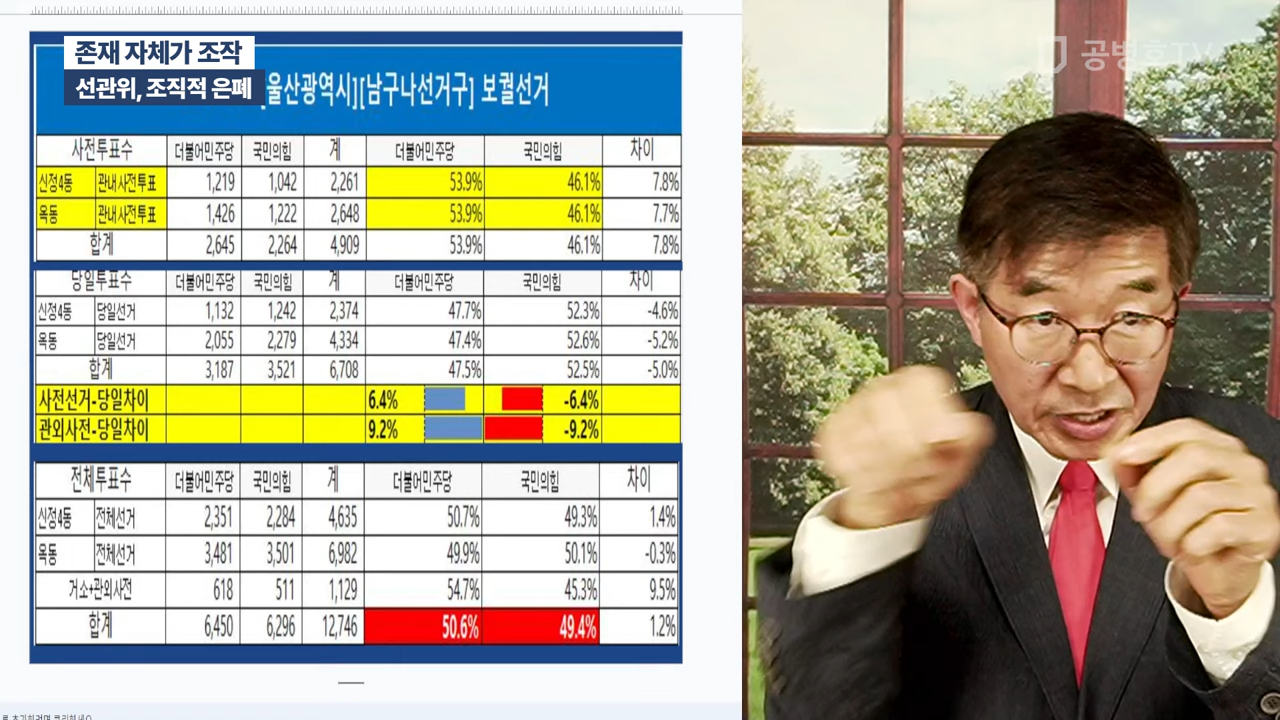 존재 자체가 조작
선관위, 조직적 은폐
[울산광역시][남구나선거구] 보궐선거
공병호TV
사전투표수 더불어민주당 국민의힘 계 더불어민주당 국민의힘 차이
신정4동 관내사전투표 1,219 1,042 2,261 53.9% 46.1% 7.8%
옥동 관내사전투표 1,426 1,222 2,648 53.9% 46.1% 7.7%
합계 2,645 2,264 4,909 53.9% 46.1% 7.8%
당일투표수 더불어민주당 국민의힘 계 더불어민주당 국민의힘 차이
신정4동 당일선거 1,132 1,242 2,374 47.7% 52.3% -4.6%
옥동 당일선거 2,055 2,279 4,334 47.4% 52.6% -5.2%
합계 3,187 3,521 6,708 47.5% 52.5% -5.0%
사전선거-당일차이 6.4% -6.4%
관외사전-당일차이 9.2% -9.2%
전체투표수 더불어민주당 국민의힘 계 더불어민주당 국민의힘 차이
신정4동 전체선거 2,351 2,284 4,635 50.7% 49.3% 1.4%
옥동 전체선거 3,481 3,501 6,982 49.9% 50.1% -0.3%
거소+관외사전 618 511 1,129 54.7% 45.3% 9.5%
합계 6,450 6,296 12,746 50.6% 49.4% 1.2%